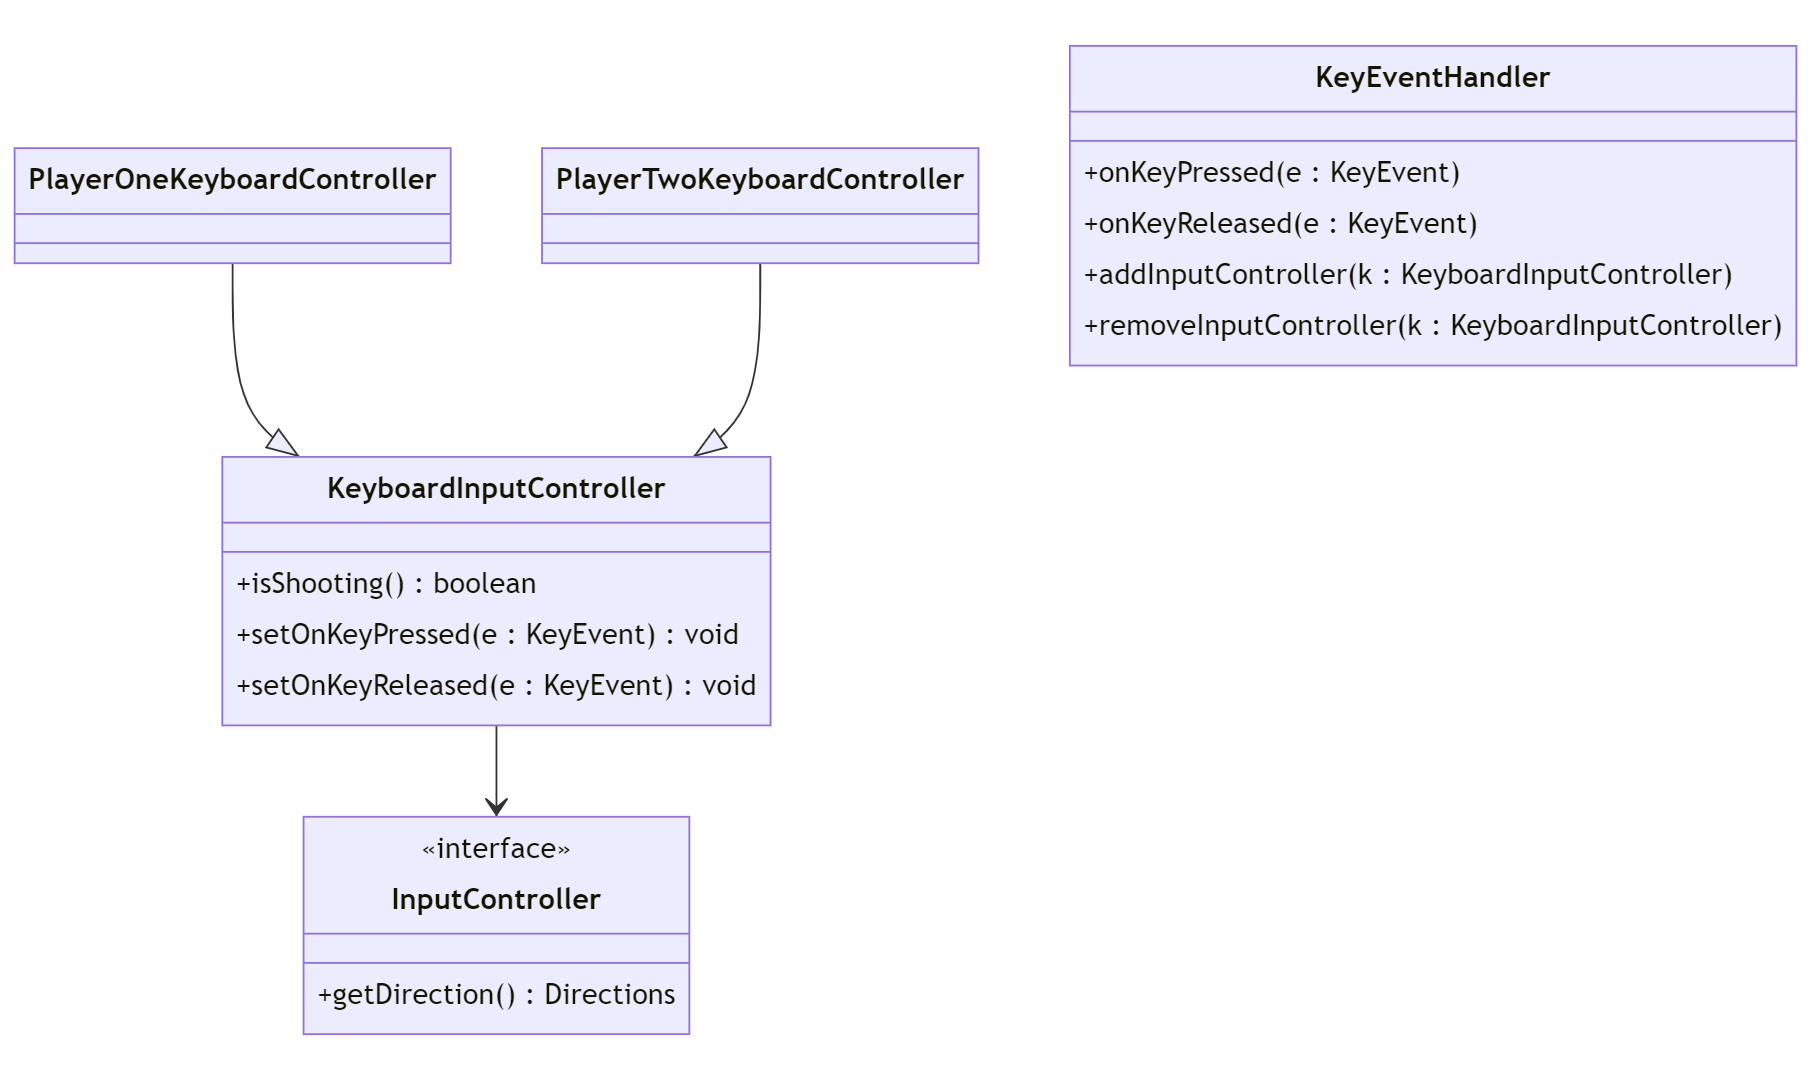 KeyEventHandler
+onKeyPressed(e : KeyEvent)
+onKeyReleased(e : KeyEvent)
+addInputController(k : KeyboardInputController)
+removeInputController(k : KeyboardInputController)
PlayerOneKeyboardController
PlayerTwoKeyboardController
KeyboardInputController
+isShooting() : boolean
+setOnKeyPressed(e : KeyEvent) : void
+setOnKeyReleased(e : KeyEvent) : void
«interface»
InputController
+getDirection() : Directions